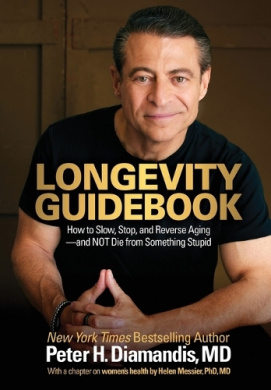 LONGEVITY
GUIDEBOOK
How to Slow, Stop, and Reverse Aging
—and NOT Die from Something Stupid
New York Times Bestselling Author
Peter H. Diamandis, MD
With a chapter on women's health by Helen Messier, PhD, MD